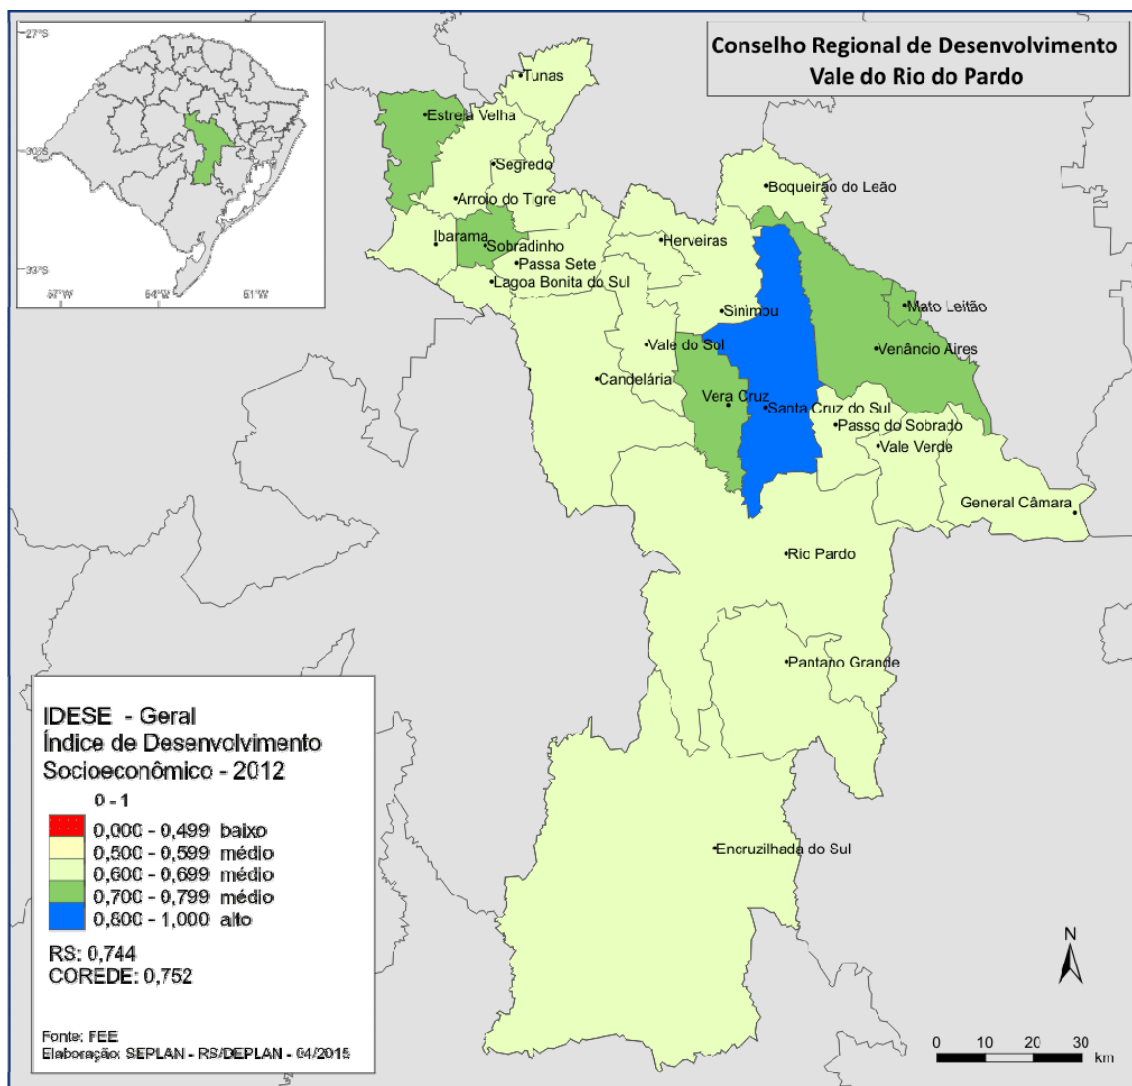 Conselho Regional de Desenvolvimento
Vale do Rio do Pardo
27°S
30°S
33°S
57°W
54°W
51°W
Tunas
Estrela Velha
Segredo
Boqueirão do Leão
Arroio do Tigre
Ibarama
Sobradinho
Herveiras
Passa Sete
Lagoa Bonita do Sul
Mato Leitão
Sinimbu
Vale do Sol
Venâncio Aires
Candelária
Vera Cruz
Santa Cruz do Sul
Passo do Sobrado
Vale Verde
General Câmara
Rio Pardo
Pantano Grande
Encruzilhada do Sul
IDESE - Geral
Índice de Desenvolvimento
Socioeconômico - 2012
0 - 1
0,000 - 0,499 baixo
0,500 - 0,599 médio
0,600 - 0,699 médio
0,700 - 0,799 médio
0,800 - 1,000 alto
RS: 0,744
COREDE: 0,752
Fonte: FEE
Elaboração: SEPLAN - RS/DEPLAN - 04/2015
N
0 10 20 30
km